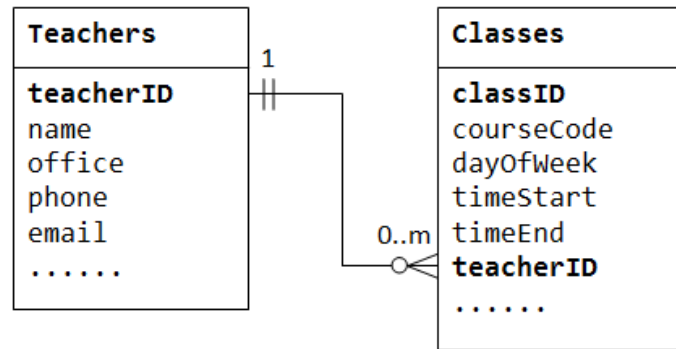 Teachers
teacherID
name
office
phone
email
......
1
0..m
Classes
classID
courseCode
dayOfWeek
timeStart
timeEnd
teacherID
......